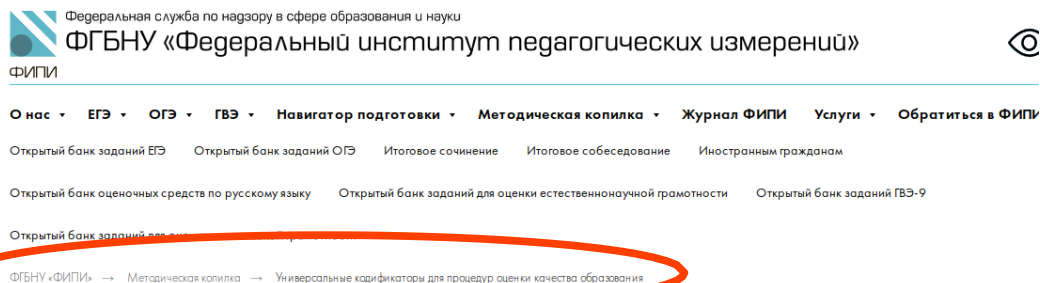 Федеральная служба по надзору в сфере образования и науки
ФГБНУ «Федеральный институт педагогических измерений»
ФИПИ
О нас ЕГЭ ОГЭ ГВЭ Навигатор подготовки Методическая копилка Журнал ФИПИ Услуги Обратиться в ФИПИ
Открытый банк заданий ЕГЭ Открытый банк заданий ОГЭ Итоговое сочинение Итоговое собеседование Иностранным гражданам
Открытый банк оценочных средств по русскому языку Открытый банк заданий для оценки естественнонаучной грамотности Открытый банк заданий ГВЭ-9
Открытый банк заданий для
ФГБНУ «ФИПИ» → Методическая копилка → Универсальные кодификаторы для процедур оценки качества образования